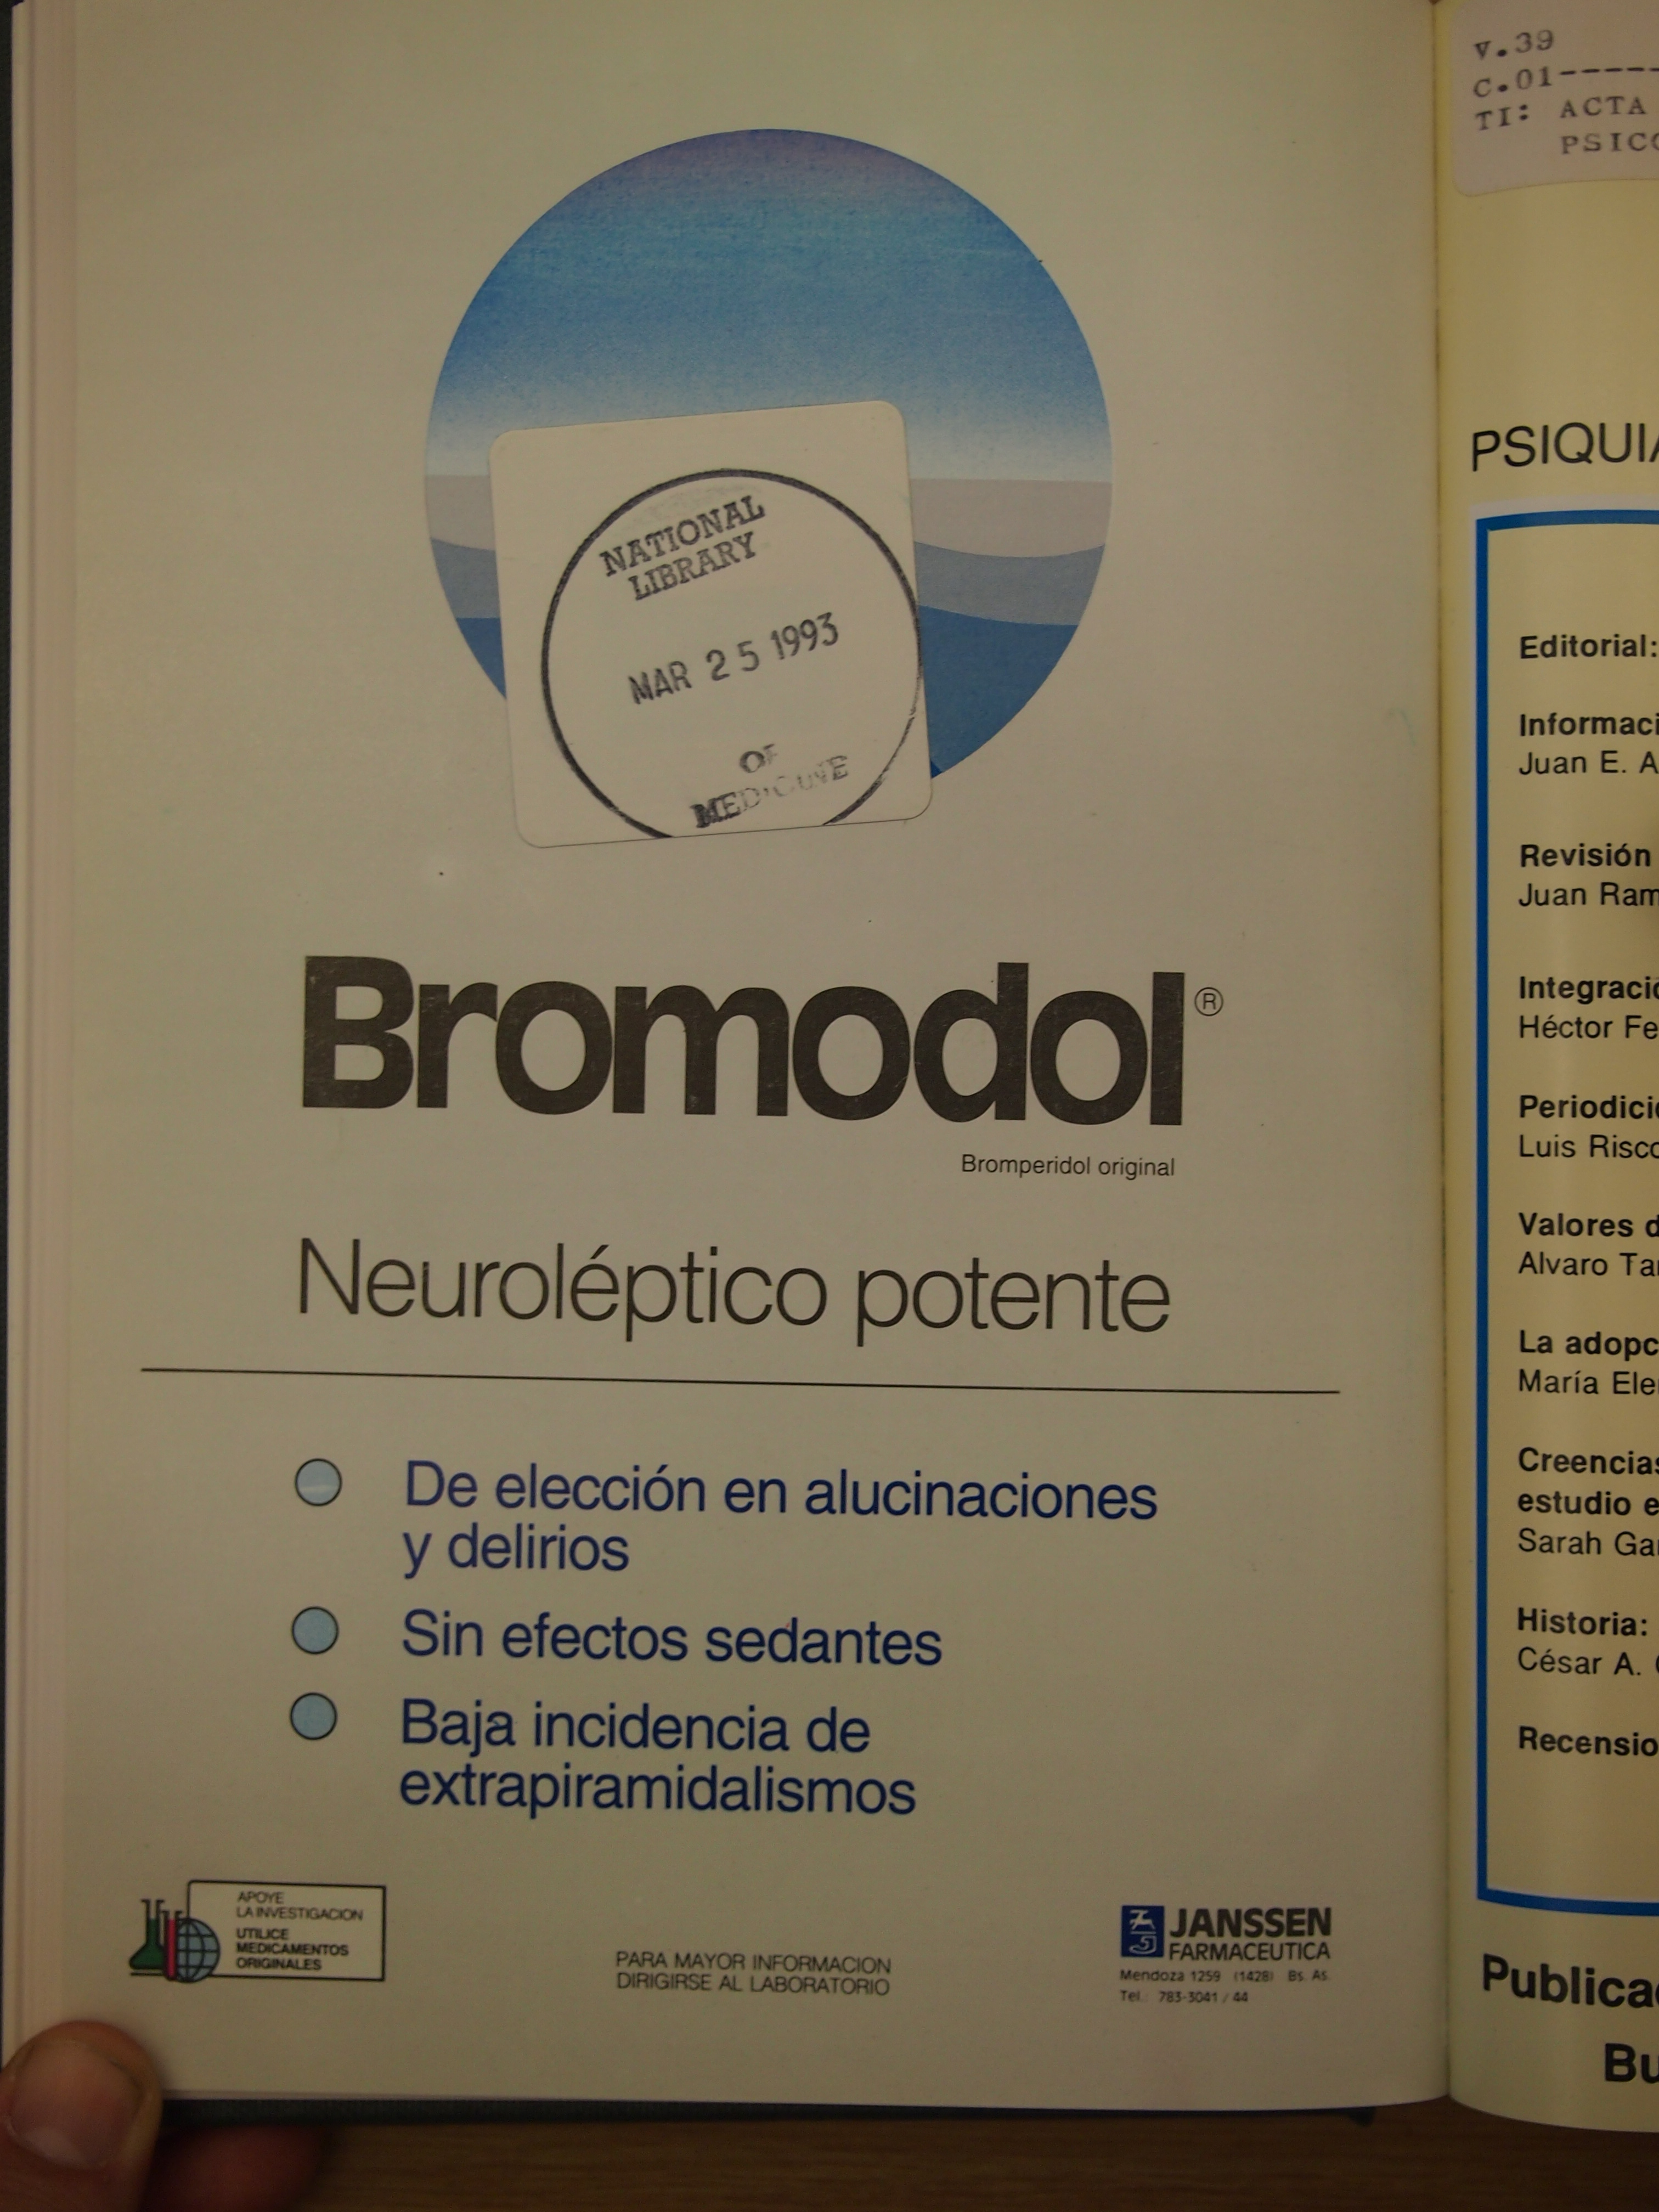 NATIONAL
LIBRARY
MAR 25 1993
OF
MEDICINE
Bromodol®
Bromperidol original
Neuroléptico potente
De elección en alucinaciones
y delirios
Sin efectos sedantes
Baja incidencia de
extrapiramidalismos
APOYE
LA INVESTIGACION
UTILICE
MEDICAMENTOS
ORIGINALES
PARA MAYOR INFORMACION
DIRIGIRSE AL LABORATORIO
JANSSEN
FARMACEUTICA
Mendoza 1259 (1428) Bs. As.
Tel. 783-3041 / 44
V.39
C.01-----
TI: ACTA
PSIC
PSIQUI
Editorial:
Informaci
Juan E. A
Revisión
Juan Ram
Integraci
Héctor Fe
Periodici
Luis Risc
Valores d
Alvaro Ta
La adopc
María Ele
Creencias
estudio e
Sarah Ga
Historia:
César A.
Recensio
Publica
Bu